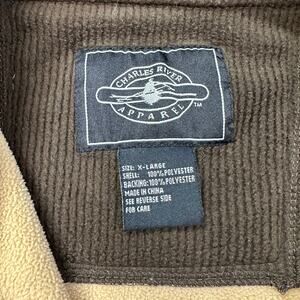 CHARLES RIVER
APPAREL
TM
SIZE: X-LARGE
SHELL: 100% POLYESTER
BACKING: 100% POLYESTER
MADE IN CHINA
SEE REVERSE SIDE
FOR CARE